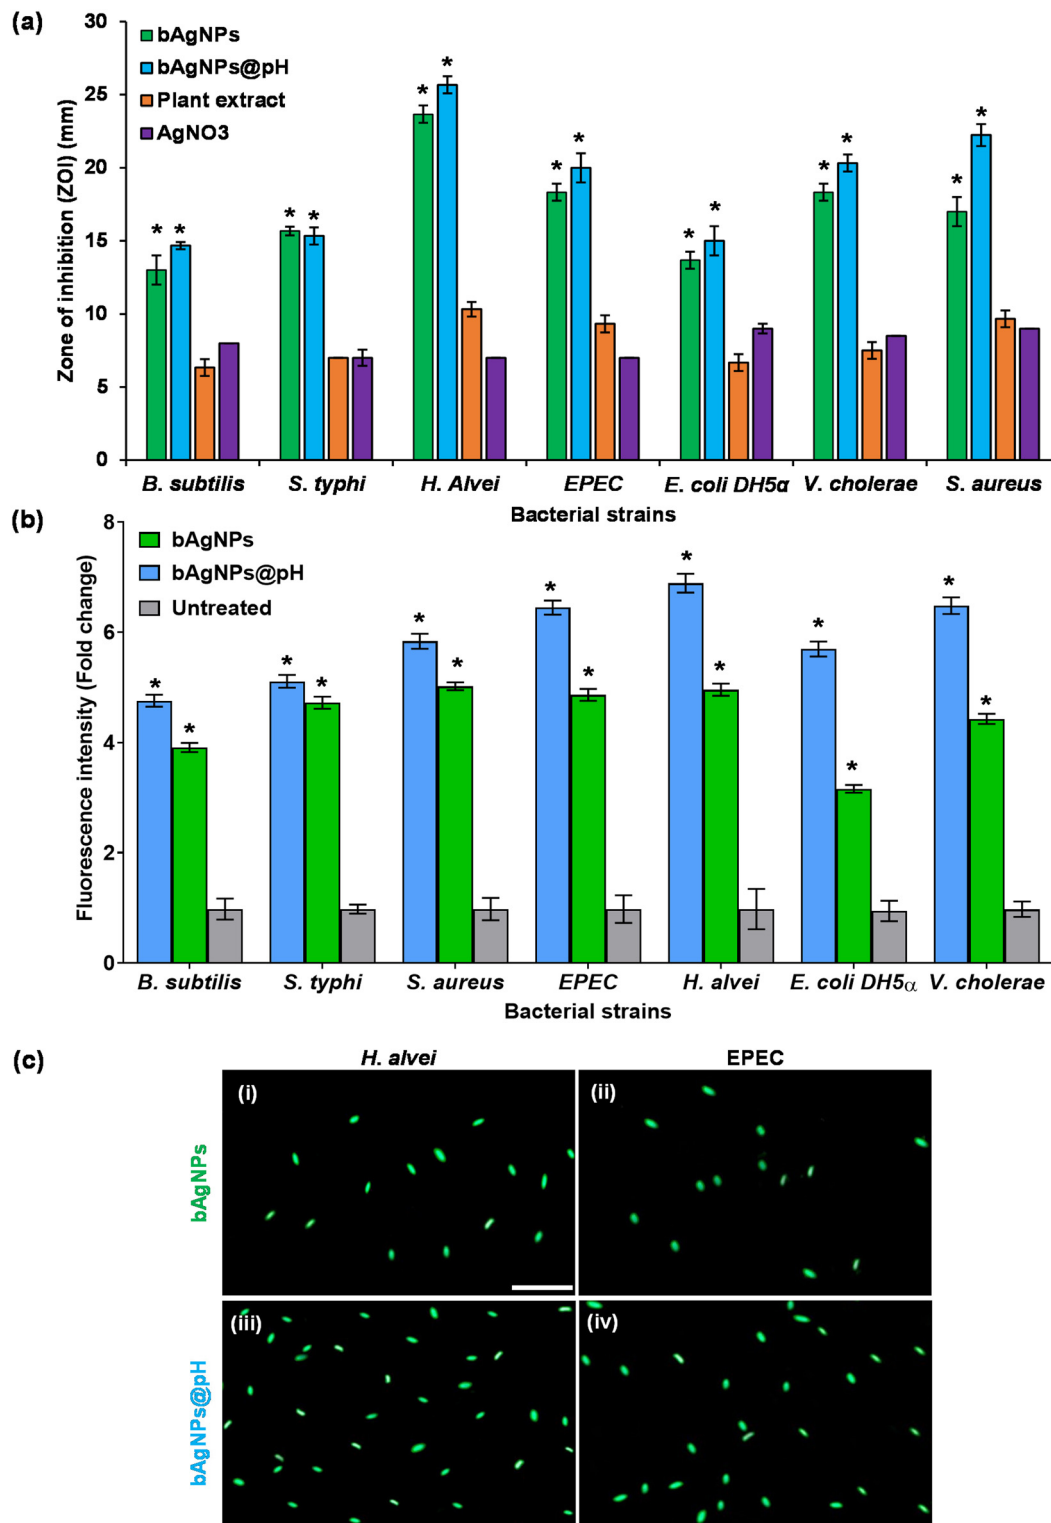 (a)
30
25
20
15
10
5
0
Zone of inhibition (ZOI) (mm)
bAgNPs
bAgNPs@pH
Plant extract
AgNO3
* * * * * * * * * * * * * *
B. subtilis S. typhi H. Alvei EPEC E. coli DH5α V. cholerae S. aureus
Bacterial strains
(b)
8
6
4
2
0
Fluorescence intensity (Fold change)
bAgNPs
bAgNPs@pH
Untreated
* * * * * * * * * * * * * *
B. subtilis S. typhi S. aureus EPEC H. alvei E. coli DH5α V. cholerae
Bacterial strains
(c)
H. alvei EPEC
bAgNPs
(i) (ii)
bAgNPs@pH
(iii) (iv)